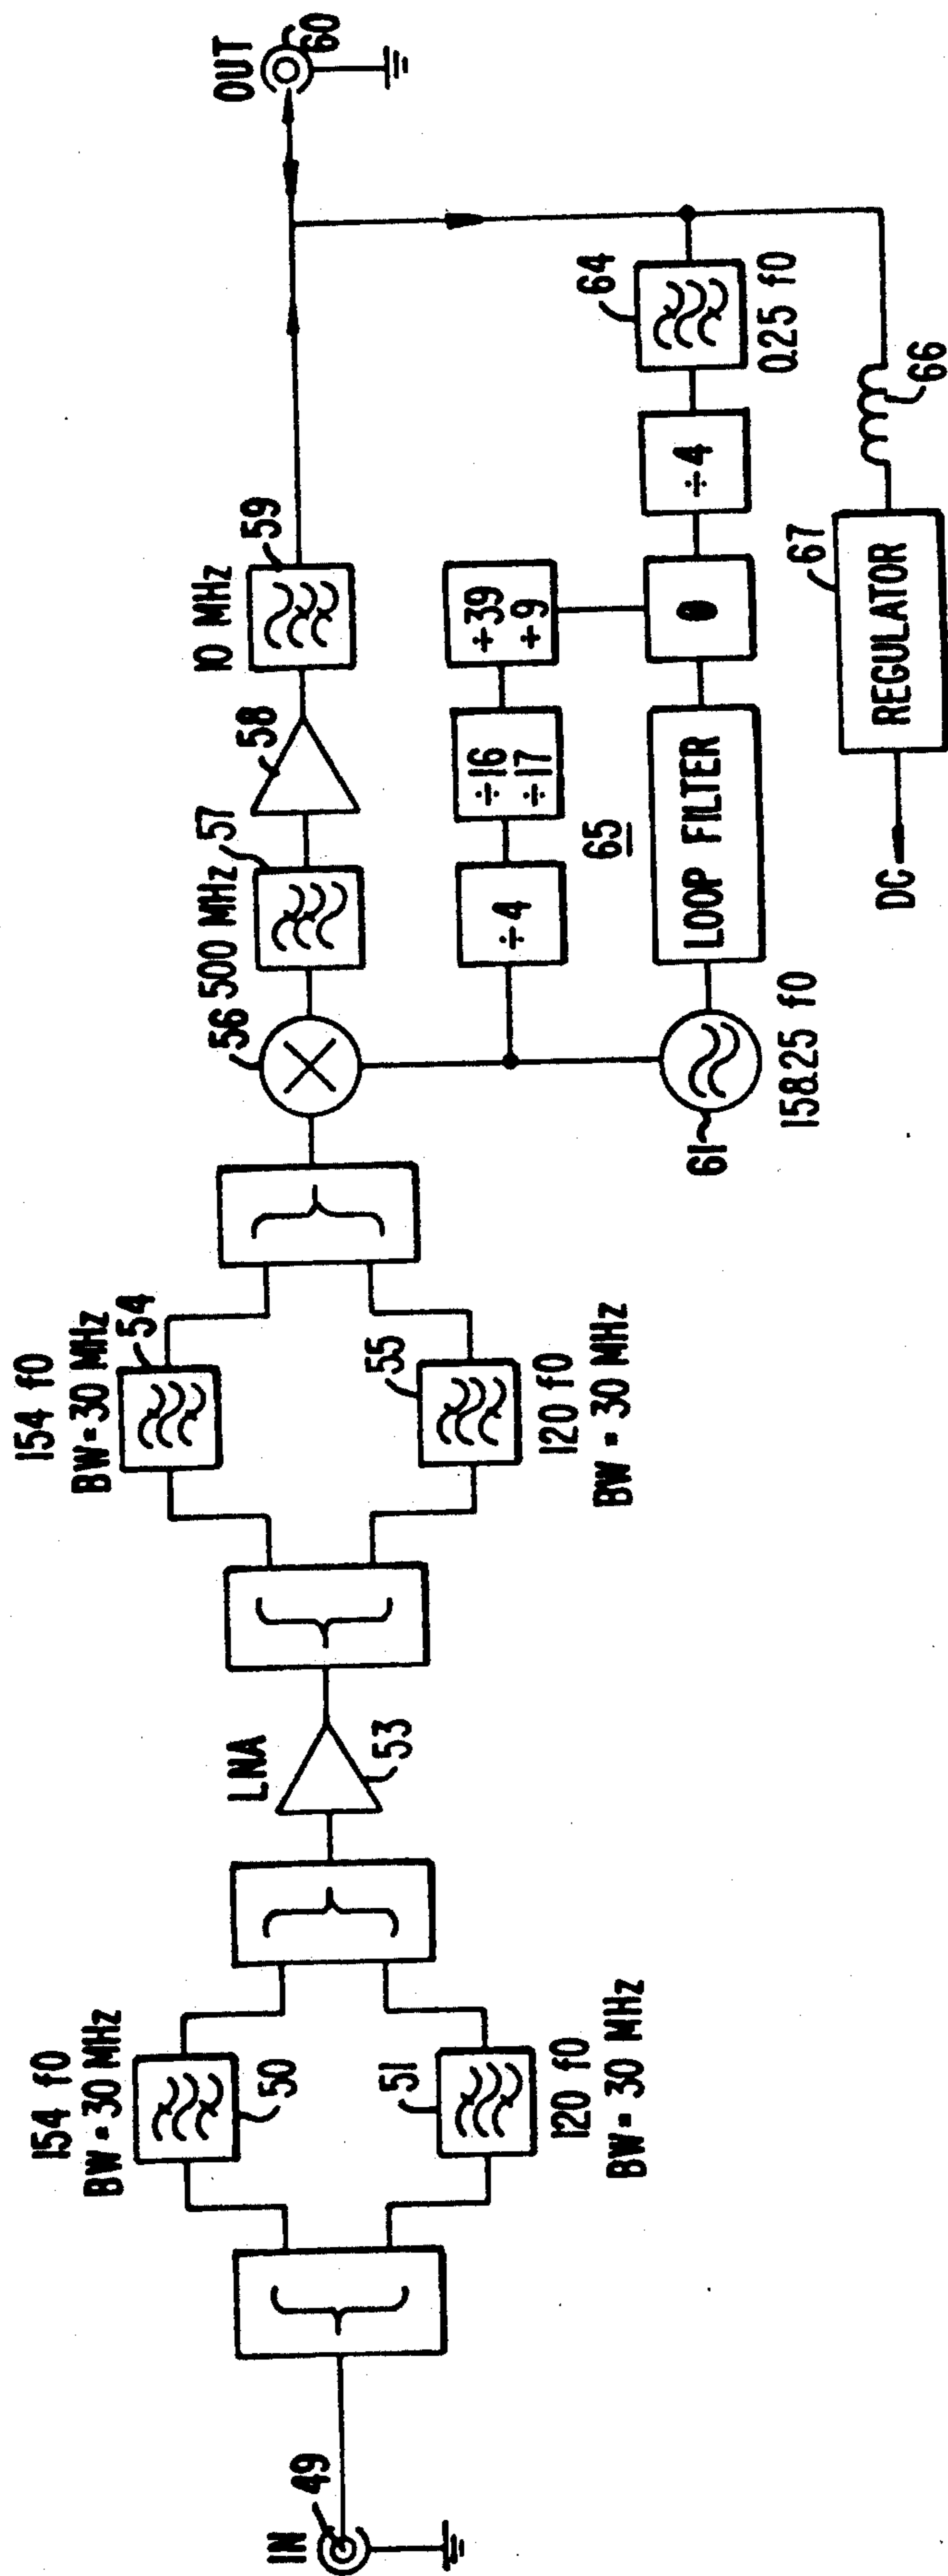 IN
49
154 f0
BW = 30 MHz
50
51
120 f0
BW = 30 MHz
LNA
53
154 f0
BW = 30 MHz
54
55
120 f0
BW = 30 MHz
56
500 MHz
57
58
10 MHz
59
OUT
60
÷4
÷16
÷17
÷39
÷9
65
61
158.25 f0
LOOP FILTER
θ
÷4
64
0.25 f0
66
67
REGULATOR
DC